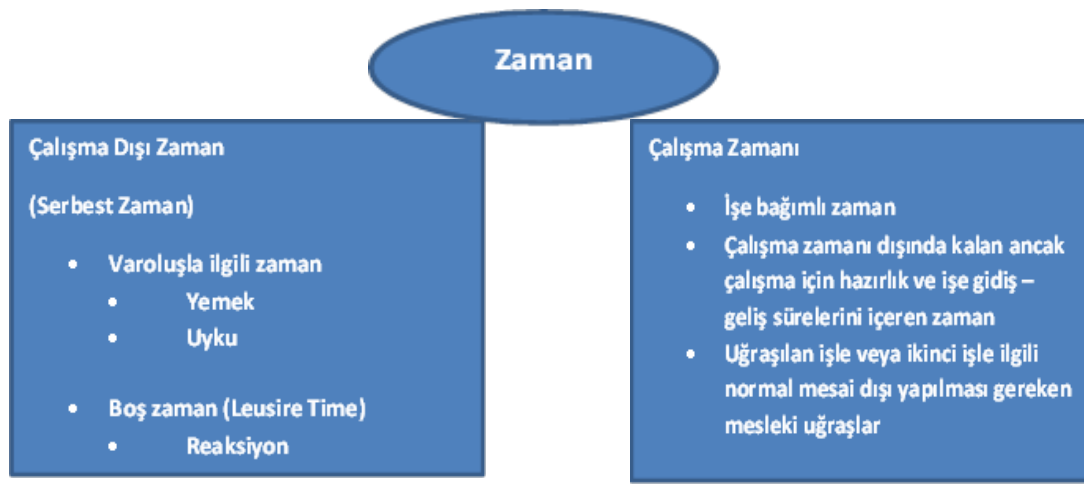 Zaman
Çalışma Dışı Zaman
(Serbest Zaman)
• Varoluşla ilgili zaman
• Yemek
• Uyku
• Boş zaman (Leusire Time)
• Reaksiyon
Çalışma Zamanı
• İşe bağımlı zaman
• Çalışma zamanı dışında kalan ancak
çalışma için hazırlık ve işe gidiş –
geliş sürelerini içeren zaman
• Uğraşılan işle veya ikinci işle ilgili
normal mesai dışı yapılması gereken
mesleki uğraşlar